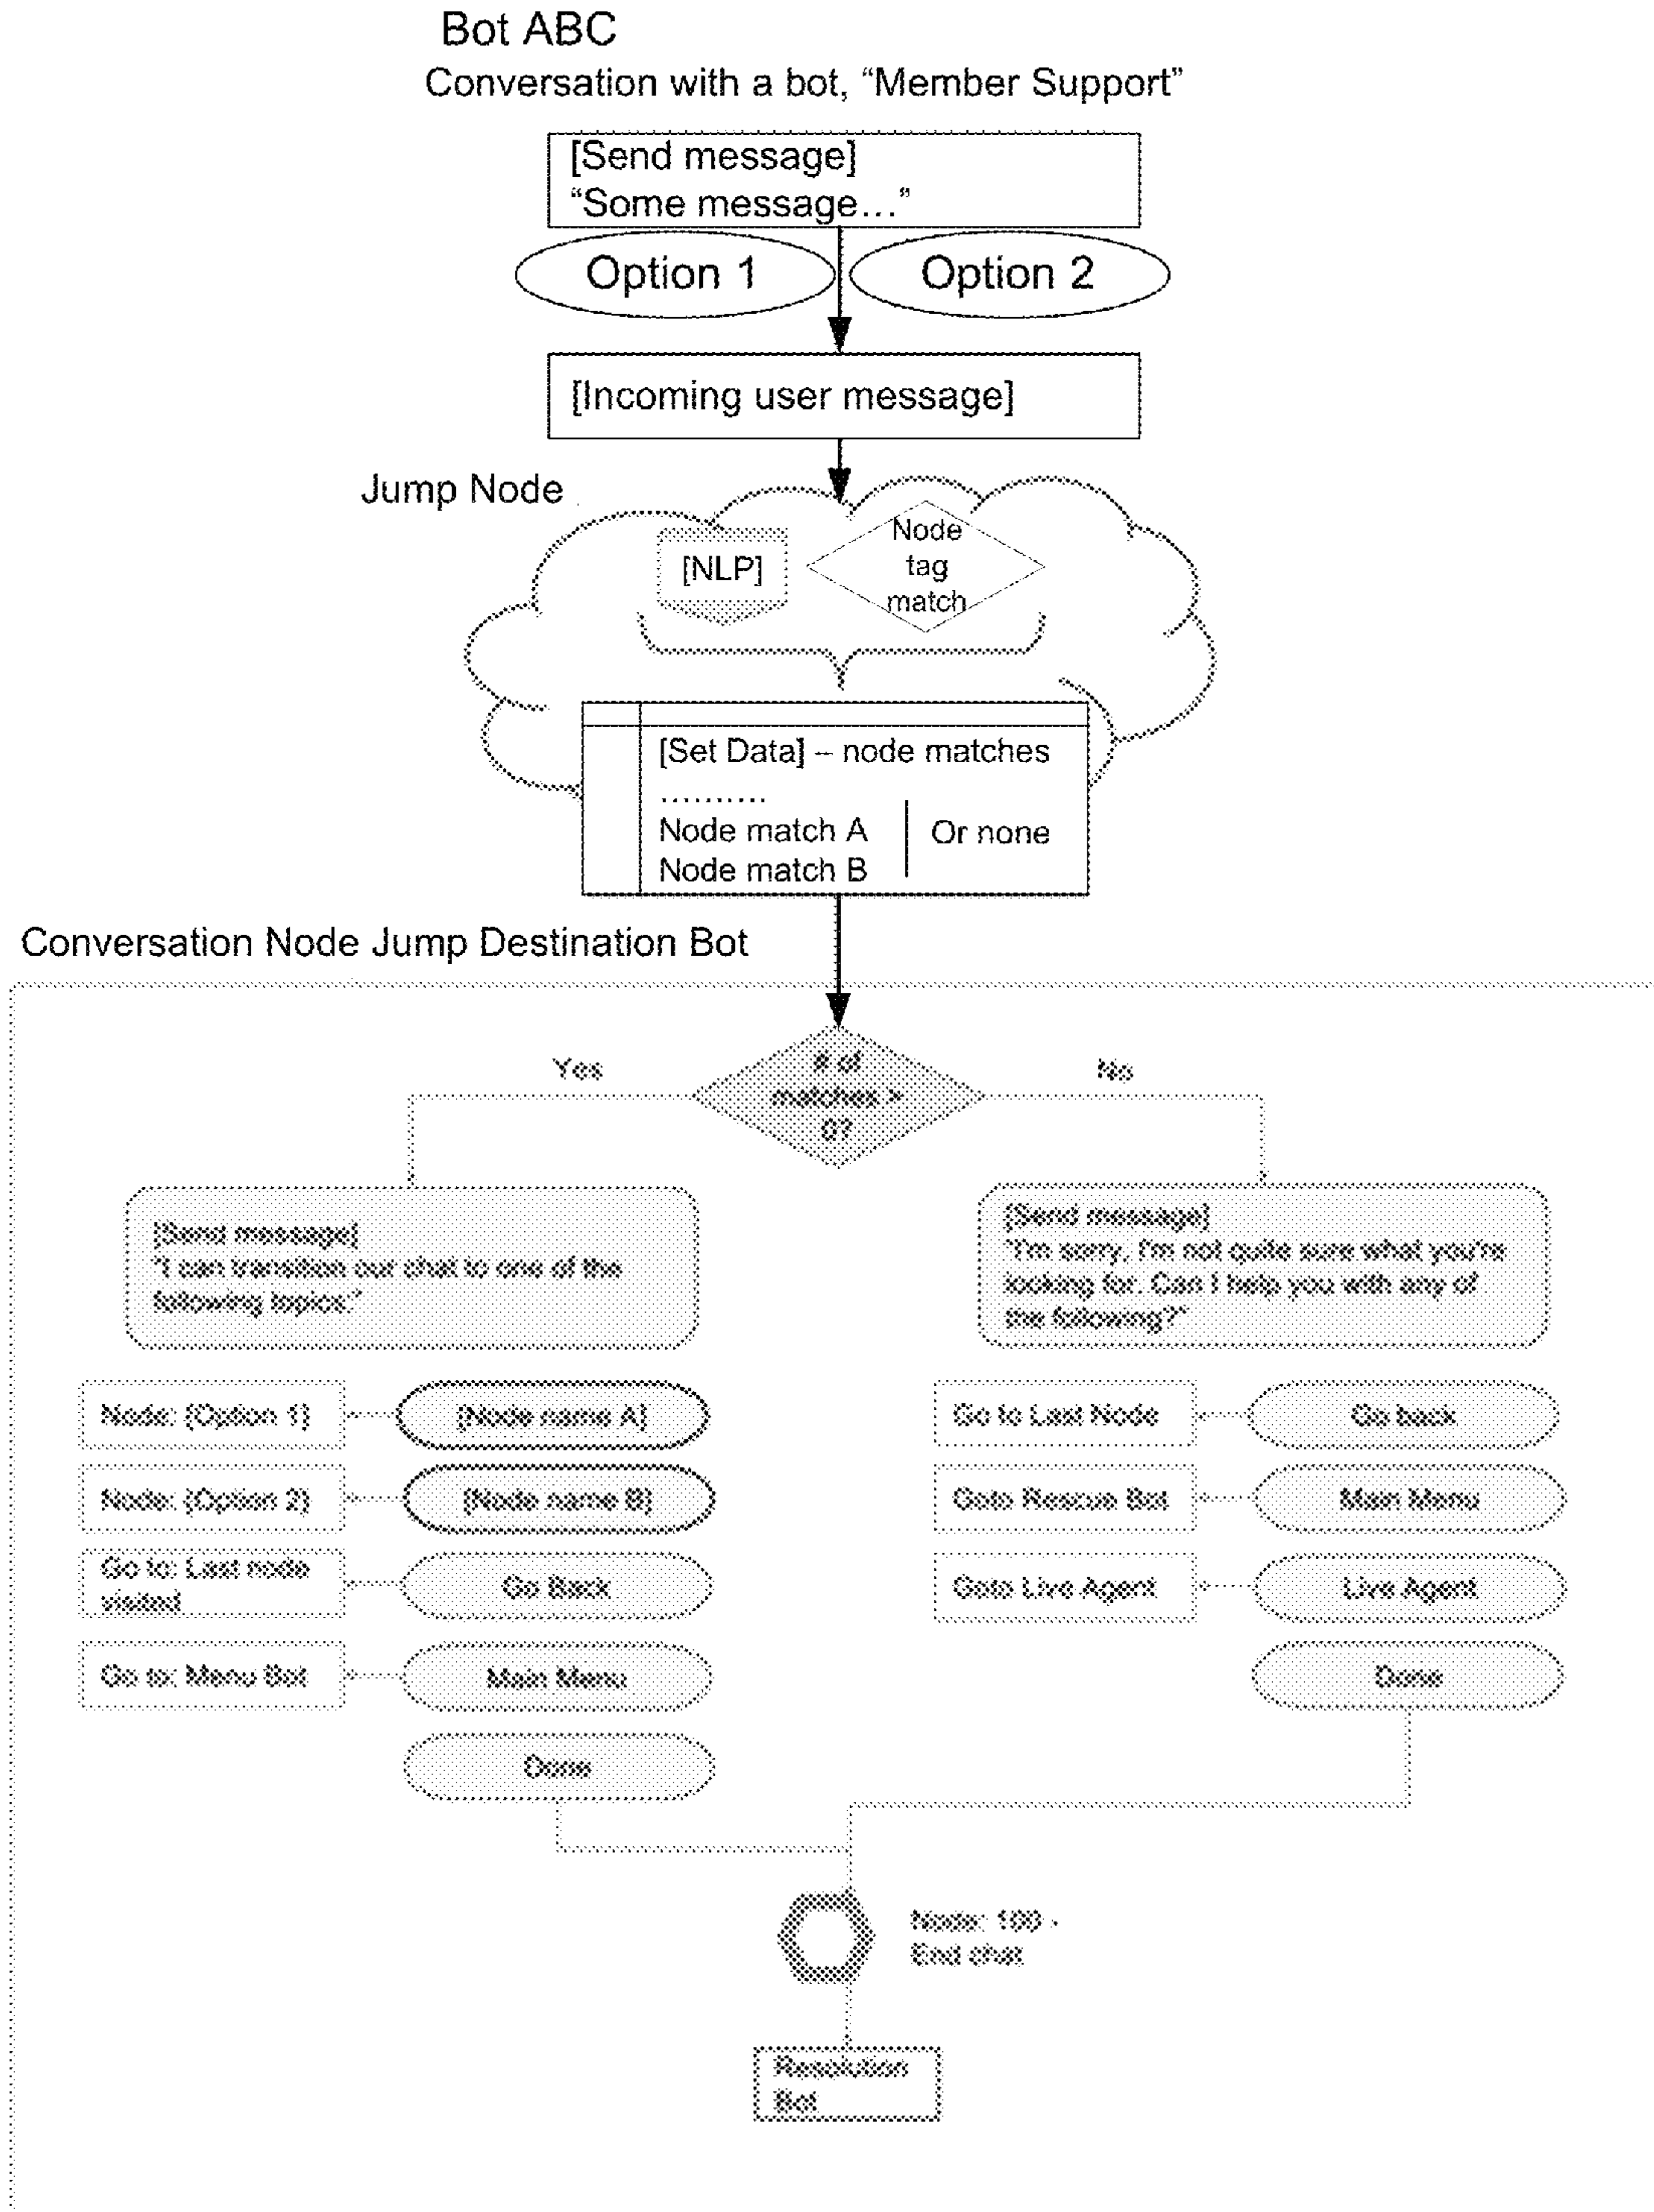 Bot ABC
Conversation with a bot, “Member Support”
[Send message]
“Some message…”
Option 1
Option 2
[Incoming user message]
Jump Node
[NLP]
Node
tag
match
[Set Data] – node matches
..........
Node match A
Node match B
Or none
Conversation Node Jump Destination Bot
# of
matches >
0?
Yes
No
[Send message]
“I can transition our chat to one of the
following topics:”
[Send message]
“I'm sorry, I'm not quite sure what you're
looking for. Can I help you with any of
the following?”
Node: {Option 1}
[Node name A]
Node: {Option 2}
[Node name B]
Go to: Last node
visited
Go Back
Go to: Menu Bot
Main Menu
Done
Go to Last Node
Go back
Goto Rescue Bot
Main Menu
Goto Live Agent
Live Agent
Done
Node: 100 -
End chat
Resolution
Bot